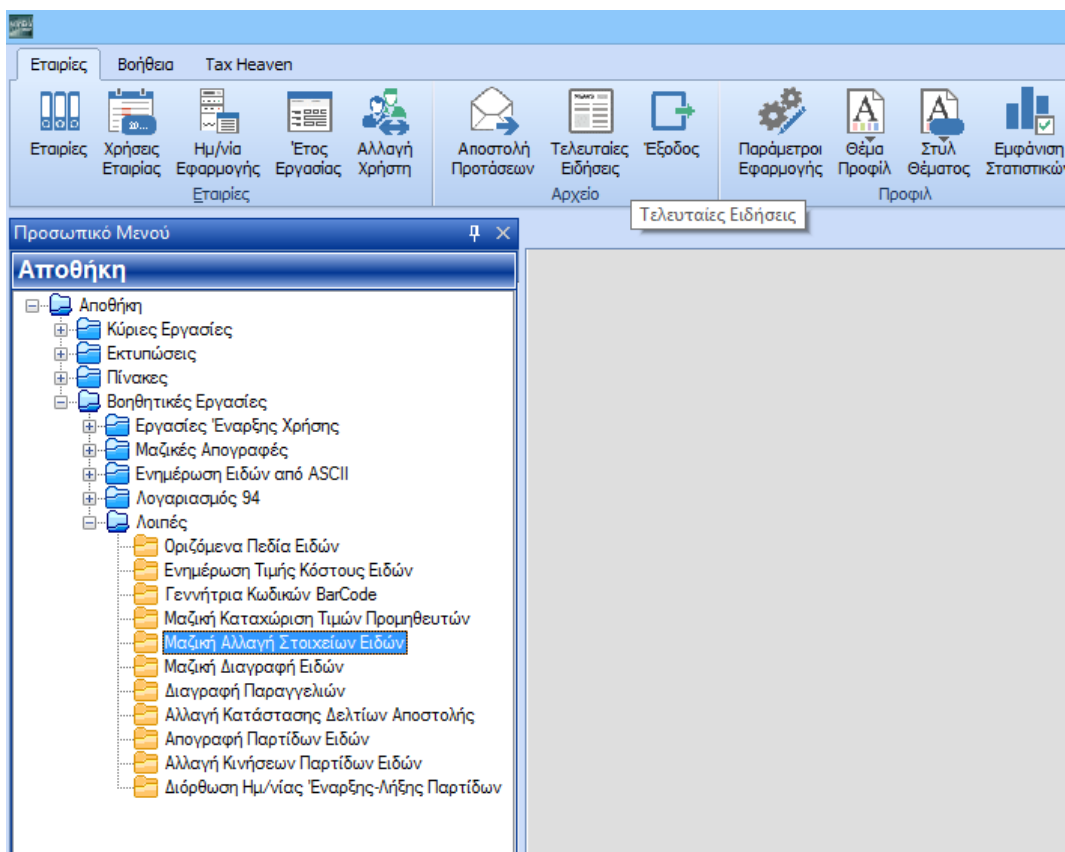 Εταιρίες Βοήθεια Tax Heaven
Εταιρίες Χρήσεις Ημ/νία Έτος Αλλαγή Αποστολή Τελευταίες Έξοδος Παράμετροι Θέμα Στυλ Εμφάνιση
Εταιρίας Εφαρμογής Εργασίας Χρήστη Προτάσεων Ειδήσεις Εφαρμογής Προφίλ Θέματος Στατιστικών
Εταιρίες Αρχείο Προφιλ
Τελευταίες Ειδήσεις
Προσωπικό Μενού
Αποθήκη
Αποθήκη
Κύριες Εργασίες
Εκτυπώσεις
Πίνακες
Βοηθητικές Εργασίες
Εργασίες Έναρξης Χρήσης
Μαζικές Απογραφές
Ενημέρωση Ειδών από ASCII
Λογαριασμός 94
Λοιπές
Οριζόμενα Πεδία Ειδών
Ενημέρωση Τιμής Κόστους Ειδών
Γεννήτρια Κωδικών BarCode
Μαζική Καταχώριση Τιμών Προμηθευτών
Μαζική Αλλαγή Στοιχείων Ειδών
Μαζική Διαγραφή Ειδών
Διαγραφή Παραγγελιών
Αλλαγή Κατάστασης Δελτίων Αποστολής
Απογραφή Παρτίδων Ειδών
Αλλαγή Κινήσεων Παρτίδων Ειδών
Διόρθωση Ημ/νίας Έναρξης-Λήξης Παρτίδων